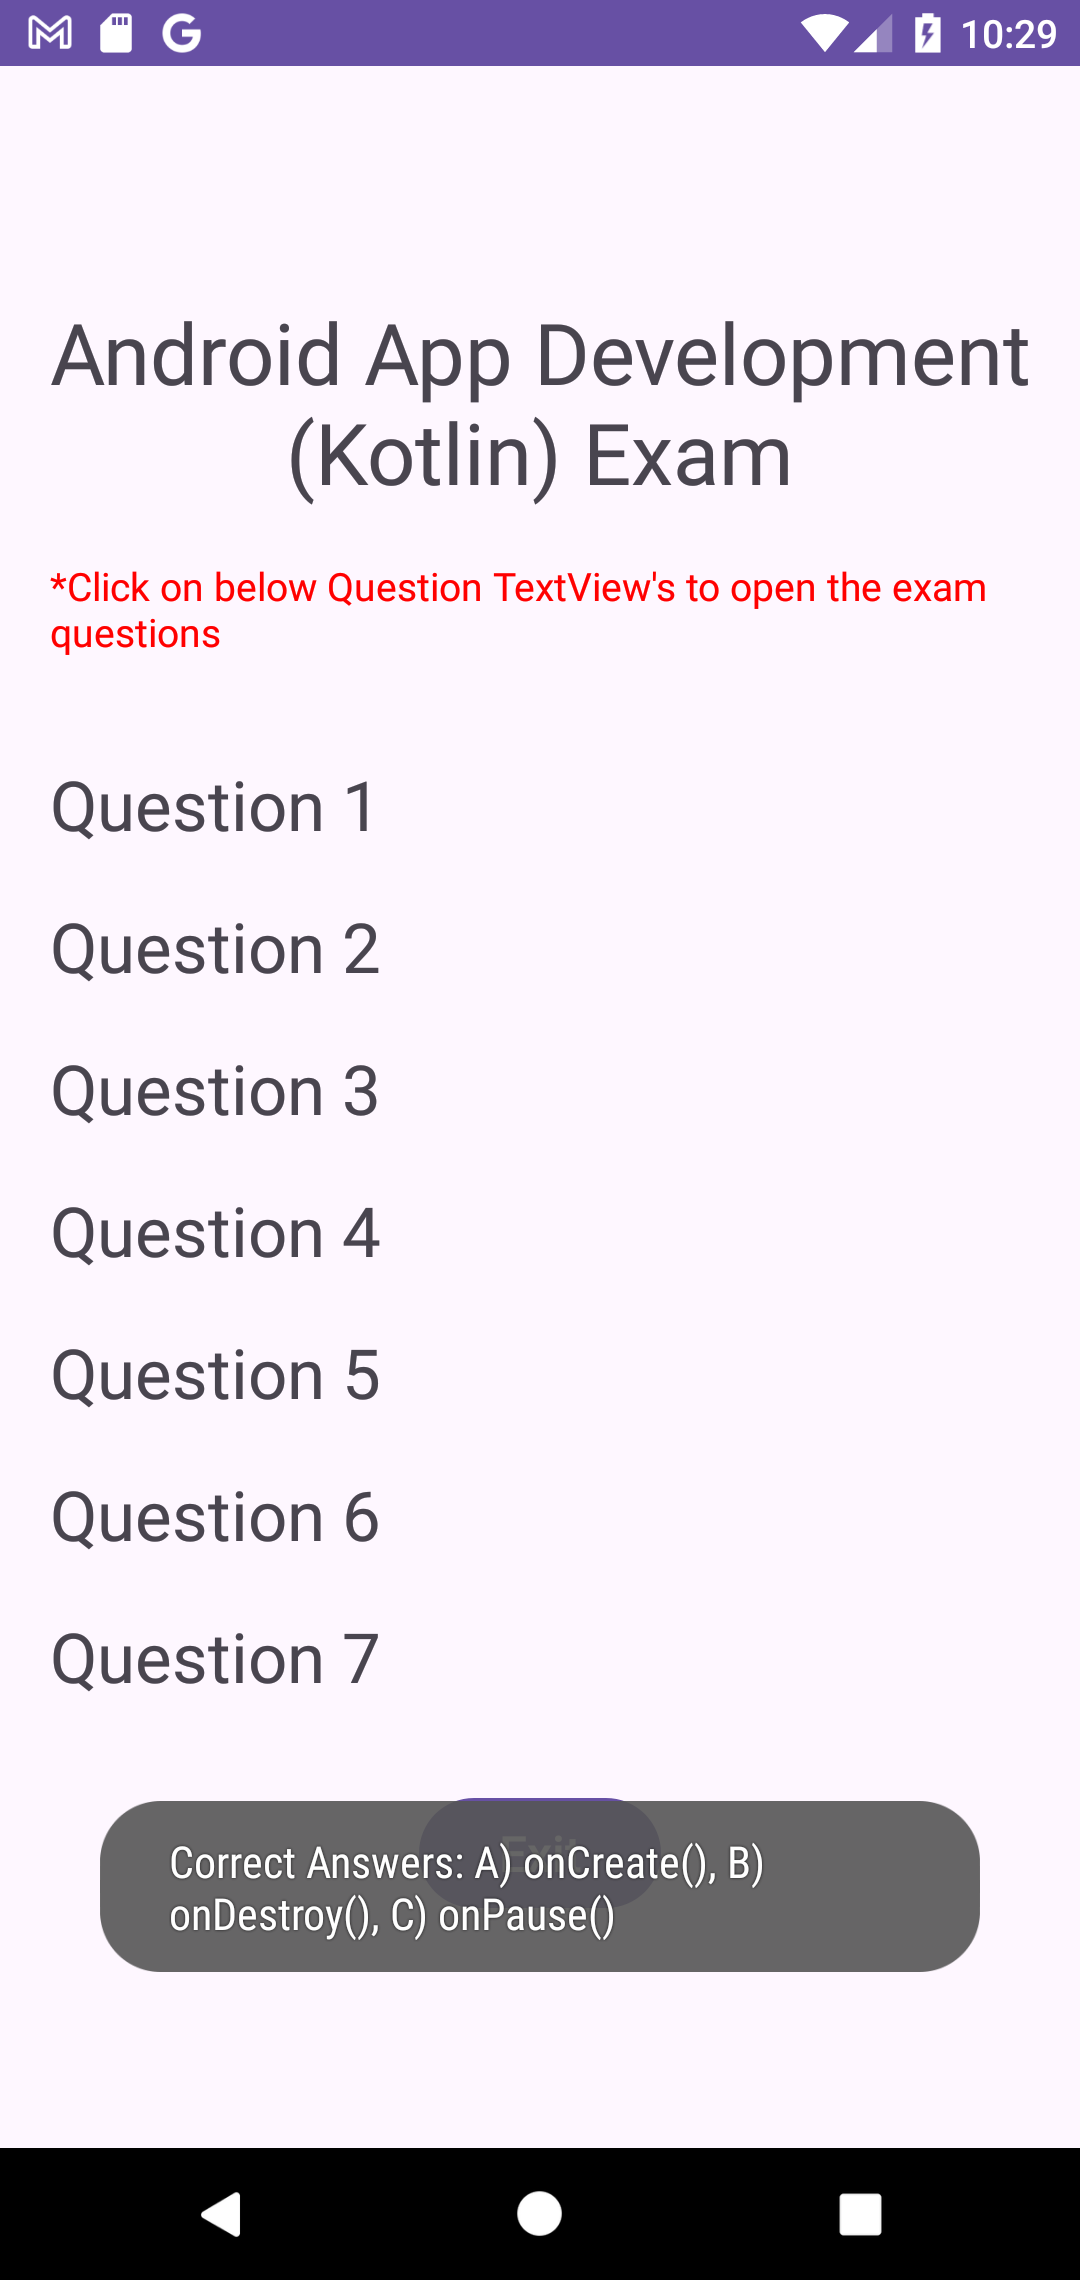 10:29
Android App Development
(Kotlin) Exam
*Click on below Question TextView's to open the exam
questions
Question 1
Question 2
Question 3
Question 4
Question 5
Question 6
Question 7
Exit
Correct Answers: A) onCreate(), B)
onDestroy(), C) onPause()